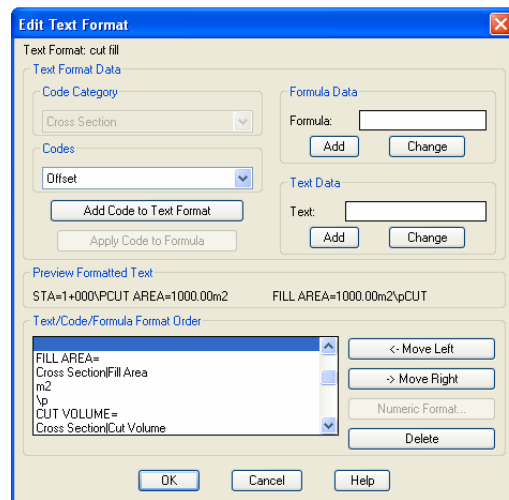 Edit Text Format
Text Format: cut fill
Text Format Data
Code Category
Cross Section
Codes
Offset
Add Code to Text Format
Apply Code to Formula
Formula Data
Formula:
Add Change
Text Data
Text:
Add Change
Preview Formatted Text
STA=1+000\PCUT AREA=1000.00m2 FILL AREA=1000.00m2\pCUT
Text/Code/Formula Format Order
FILL AREA=
Cross Section|Fill Area
m2
\p
CUT VOLUME=
Cross Section|Cut Volume
<- Move Left
-> Move Right
Numeric Format...
Delete
OK Cancel Help